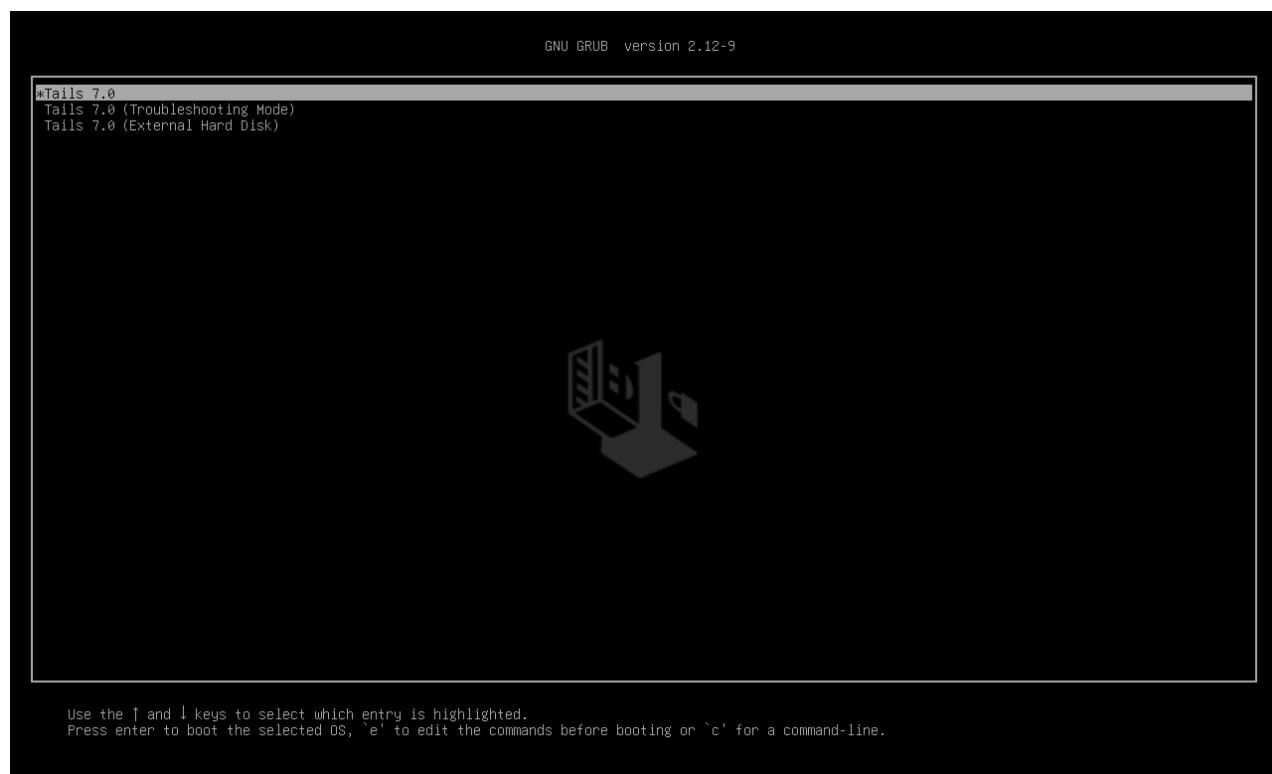 GNU GRUB  version 2.12-9
*Tails 7.0
Tails 7.0 (Troubleshooting Mode)
Tails 7.0 (External Hard Disk)
Use the ↑ and ↓ keys to select which entry is highlighted.
Press enter to boot the selected OS, `e' to edit the commands before booting or `c' for a command-line.